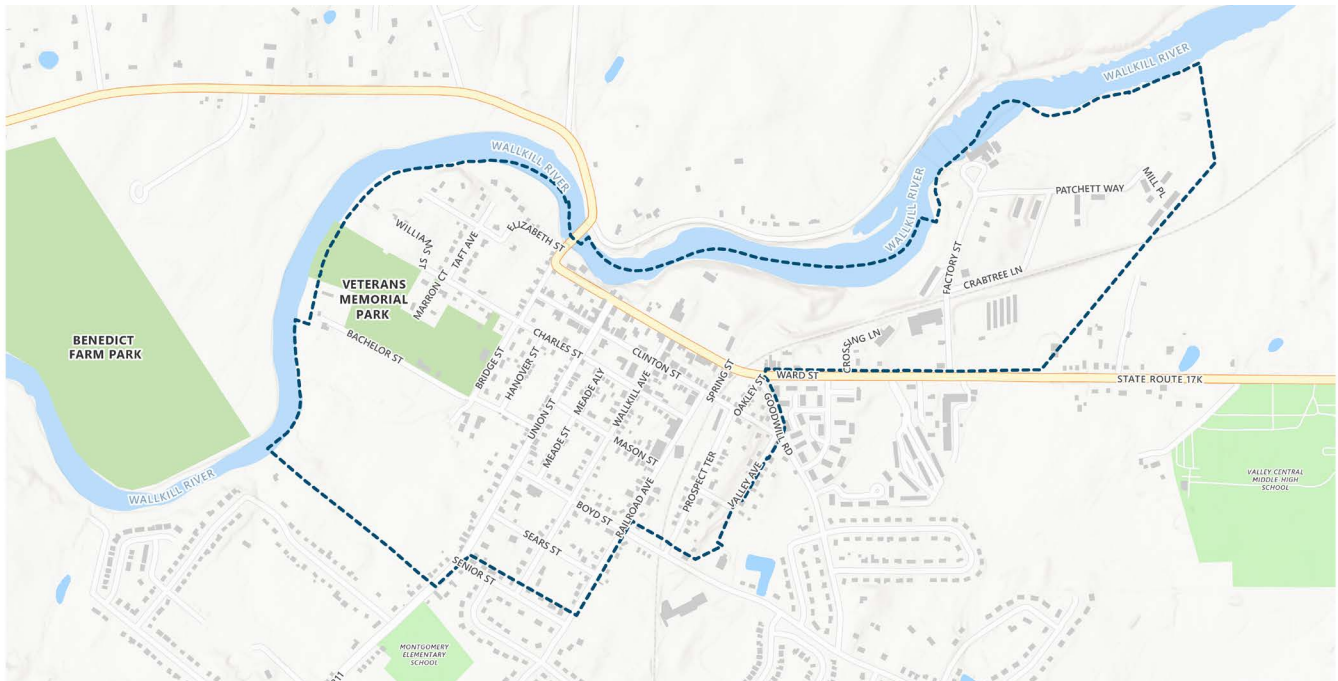 WALLKILL RIVER
WALLKILL RIVER
WALLKILL RIVER
PATCHETT WAY
MILL PL
WILLIAM ST
TAFT AVE
ELIZABETH ST
FACTORY ST
CRABTREE LN
VETERANS
MEMORIAL
PARK
MARRON CT
BENEDICT
FARM PARK
BACHELOR ST
CHARLES ST
CLINTON ST
CROSSING LN
BRIDGE ST
HANOVER ST
MEADE ALY
WALLKILL AVE
SPRING ST
OAKLEY ST
WARD ST
STATE ROUTE 17K
GOODWILL RD
UNION ST
MEADE ST
MASON ST
PROSPECT TER
VALLEY AVE
VALLEY CENTRAL
MIDDLE HIGH
SCHOOL
WALLKILL RIVER
RAILROAD AVE
BOYD ST
SEARS ST
SENIOR ST
MONTGOMERY
ELEMENTARY
SCHOOL
211